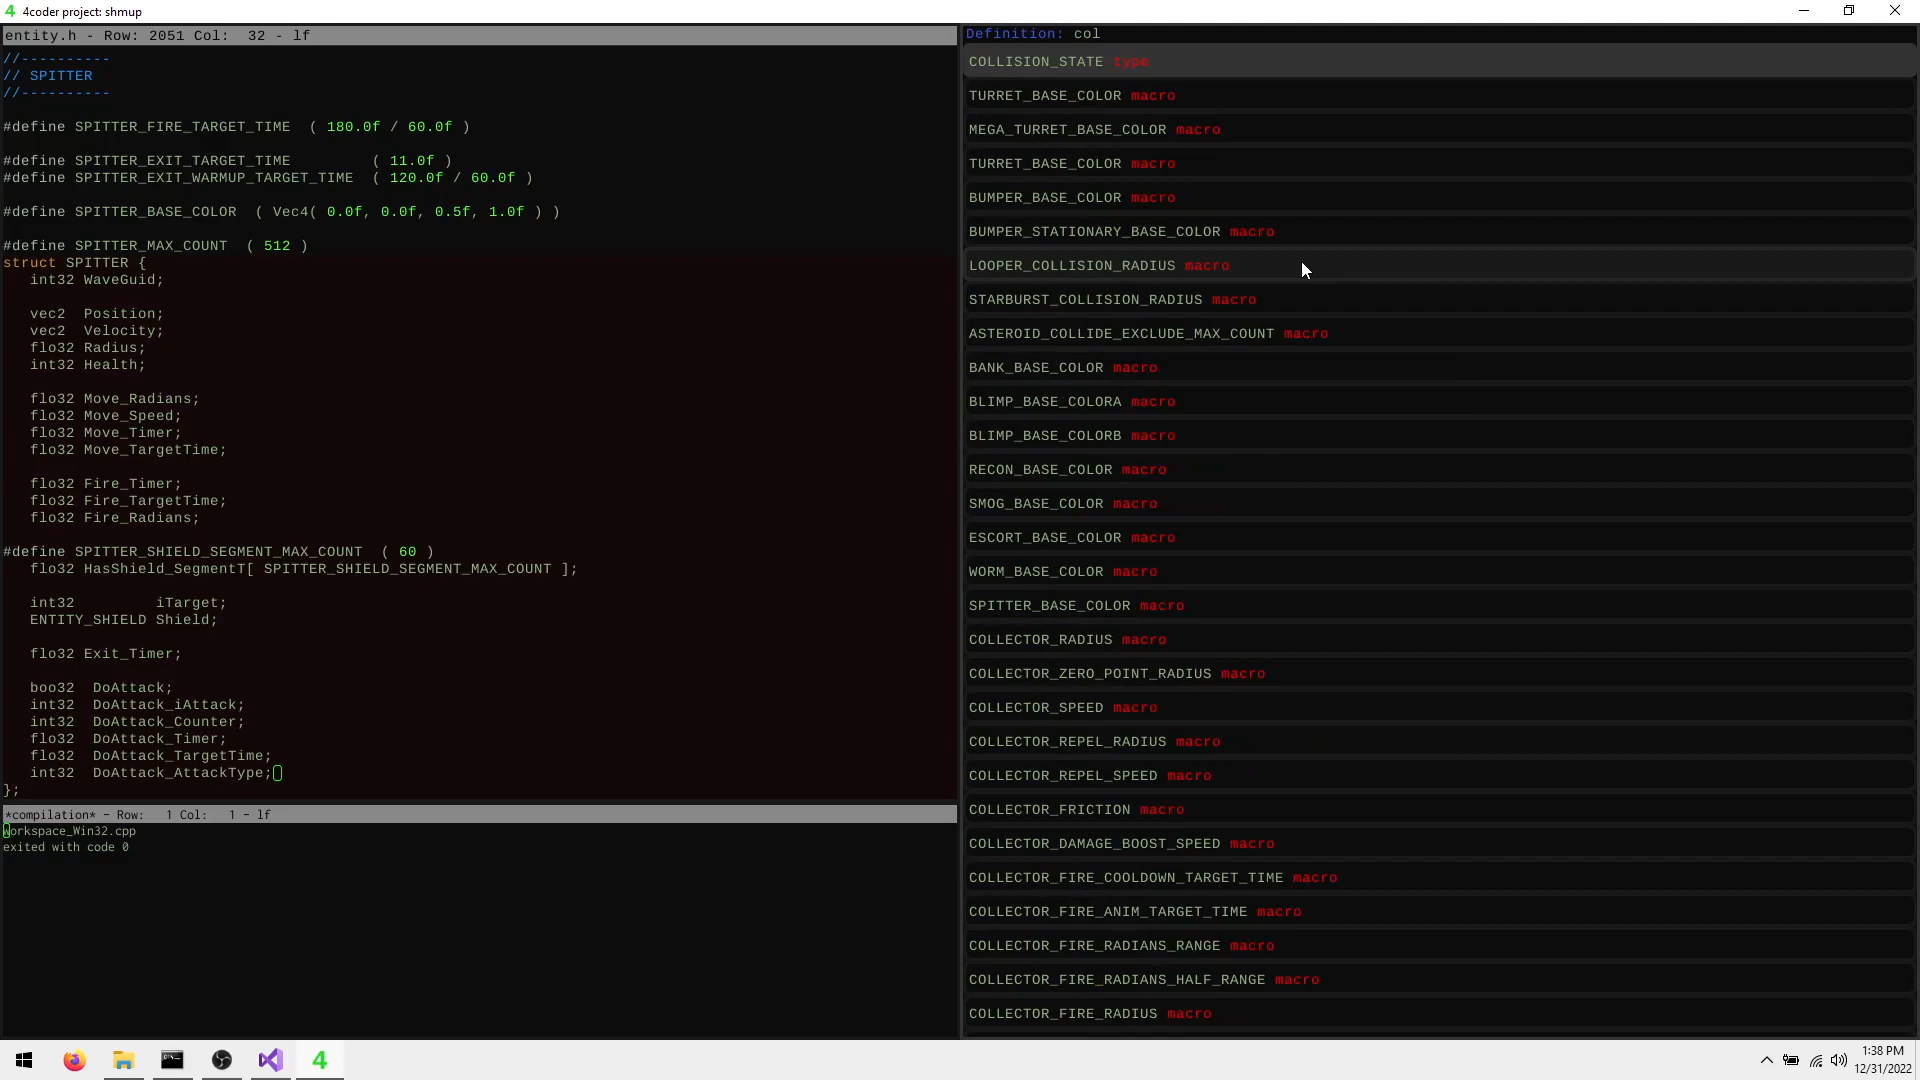 4 4coder project: shmup
entity.h - Row: 2051 Col:  32 - lf
//----------
// SPITTER
//----------
#define SPITTER_FIRE_TARGET_TIME  ( 180.0f / 60.0f )
#define SPITTER_EXIT_TARGET_TIME         ( 11.0f )
#define SPITTER_EXIT_WARMUP_TARGET_TIME  ( 120.0f / 60.0f )
#define SPITTER_BASE_COLOR  ( Vec4( 0.0f, 0.0f, 0.5f, 1.0f ) )
#define SPITTER_MAX_COUNT  ( 512 )
struct SPITTER {
   int32 WaveGuid;
   vec2  Position;
   vec2  Velocity;
   flo32 Radius;
   int32 Health;
   flo32 Move_Radians;
   flo32 Move_Speed;
   flo32 Move_Timer;
   flo32 Move_TargetTime;
   flo32 Fire_Timer;
   flo32 Fire_TargetTime;
   flo32 Fire_Radians;
#define SPITTER_SHIELD_SEGMENT_MAX_COUNT  ( 60 )
   flo32 HasShield_SegmentT[ SPITTER_SHIELD_SEGMENT_MAX_COUNT ];
   int32         iTarget;
   ENTITY_SHIELD Shield;
   flo32 Exit_Timer;
   boo32  DoAttack;
   int32  DoAttack_iAttack;
   int32  DoAttack_Counter;
   flo32  DoAttack_Timer;
   flo32  DoAttack_TargetTime;
   int32  DoAttack_AttackType;
};
*compilation* - Row:   1 Col:   1 - lf
workspace_Win32.cpp
exited with code 0
Definition: col
COLLISION_STATE type
TURRET_BASE_COLOR macro
MEGA_TURRET_BASE_COLOR macro
TURRET_BASE_COLOR macro
BUMPER_BASE_COLOR macro
BUMPER_STATIONARY_BASE_COLOR macro
LOOPER_COLLISION_RADIUS macro
STARBURST_COLLISION_RADIUS macro
ASTEROID_COLLIDE_EXCLUDE_MAX_COUNT macro
BANK_BASE_COLOR macro
BLIMP_BASE_COLORA macro
BLIMP_BASE_COLORB macro
RECON_BASE_COLOR macro
SMOG_BASE_COLOR macro
ESCORT_BASE_COLOR macro
WORM_BASE_COLOR macro
SPITTER_BASE_COLOR macro
COLLECTOR_RADIUS macro
COLLECTOR_ZERO_POINT_RADIUS macro
COLLECTOR_SPEED macro
COLLECTOR_REPEL_RADIUS macro
COLLECTOR_REPEL_SPEED macro
COLLECTOR_FRICTION macro
COLLECTOR_DAMAGE_BOOST_SPEED macro
COLLECTOR_FIRE_COOLDOWN_TARGET_TIME macro
COLLECTOR_FIRE_ANIM_TARGET_TIME macro
COLLECTOR_FIRE_RADIANS_RANGE macro
COLLECTOR_FIRE_RADIANS_HALF_RANGE macro
COLLECTOR_FIRE_RADIUS macro
4
1:38 PM
12/31/2022